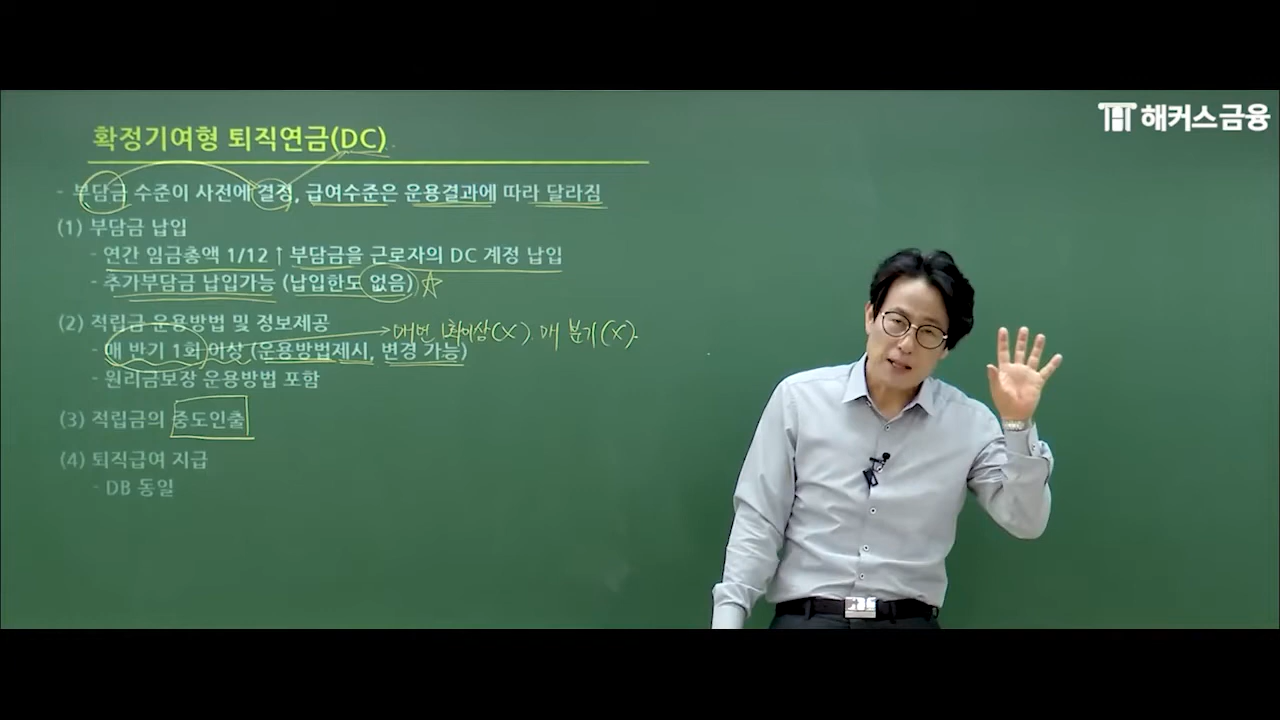 해커스금융
확정기여형 퇴직연금(DC)
- 부담금 수준이 사전에 결정, 급여수준은 운용결과에 따라 달라짐
(1) 부담금 납입
- 연간 임금총액 1/12↑ 부담금을 근로자의 DC 계정 납입
- 추가부담금 납입가능 (납입한도 없음) ☆
(2) 적립금 운용방법 및 정보제공
매년 1회이상(X). 매 분기(X).
- 매 반기 1회 이상 (운용방법제시, 변경 가능)
- 원리금보장 운용방법 포함
(3) 적립금의 중도인출
(4) 퇴직급여 지급
- DB 동일